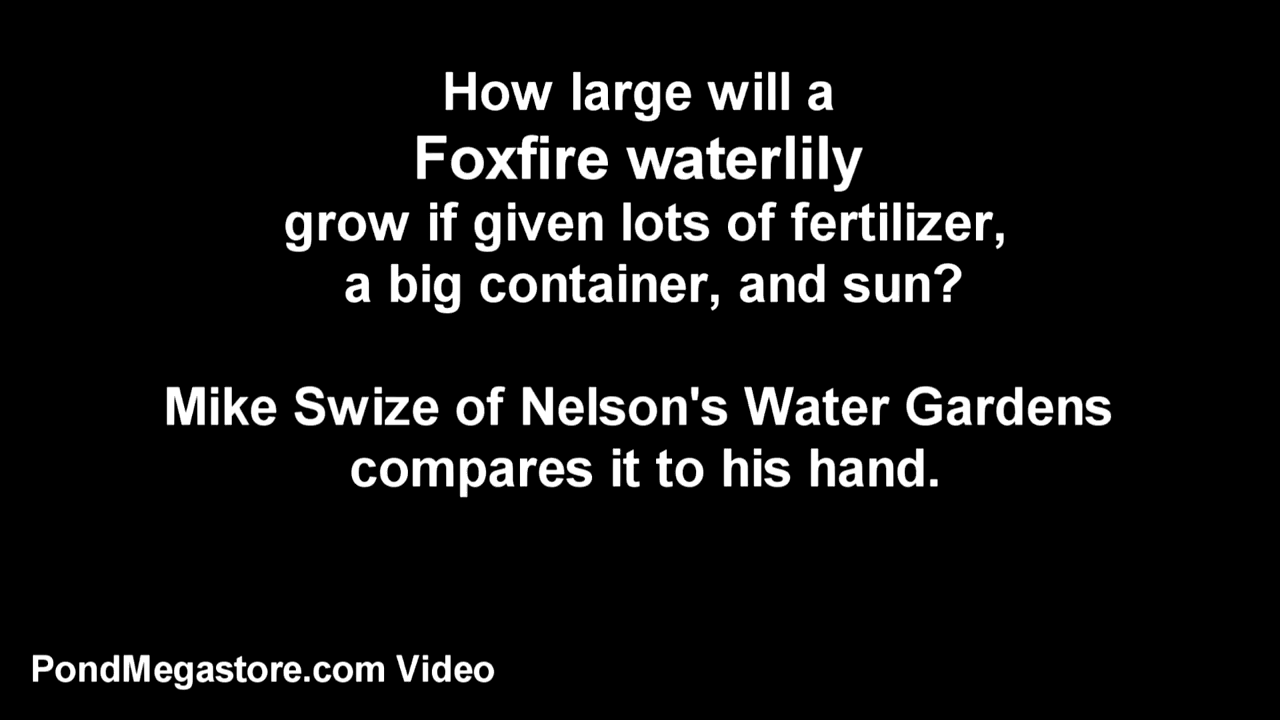 How large will a
Foxfire waterlily
grow if given lots of fertilizer,
a big container, and sun?
Mike Swize of Nelson's Water Gardens
compares it to his hand.
PondMegastore.com Video